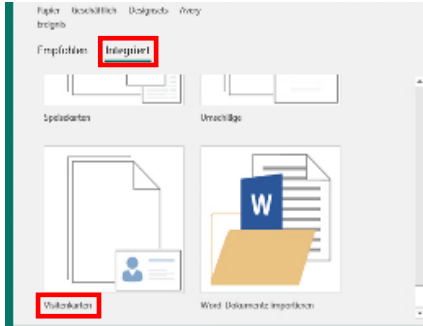 Papier Geschäftlich Designsets Avery
Ereignis
Empfohlen Integriert
Speisekarten Umschläge
W
Visitenkarten Word-Dokumente importieren